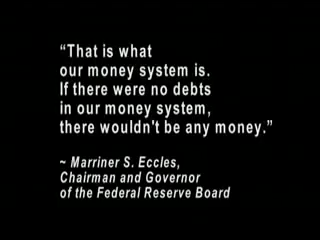 “That is what
our money system is.
If there were no debts
in our money system,
there wouldn't be any money.”
~ Marriner S. Eccles,
Chairman and Governor
of the Federal Reserve Board